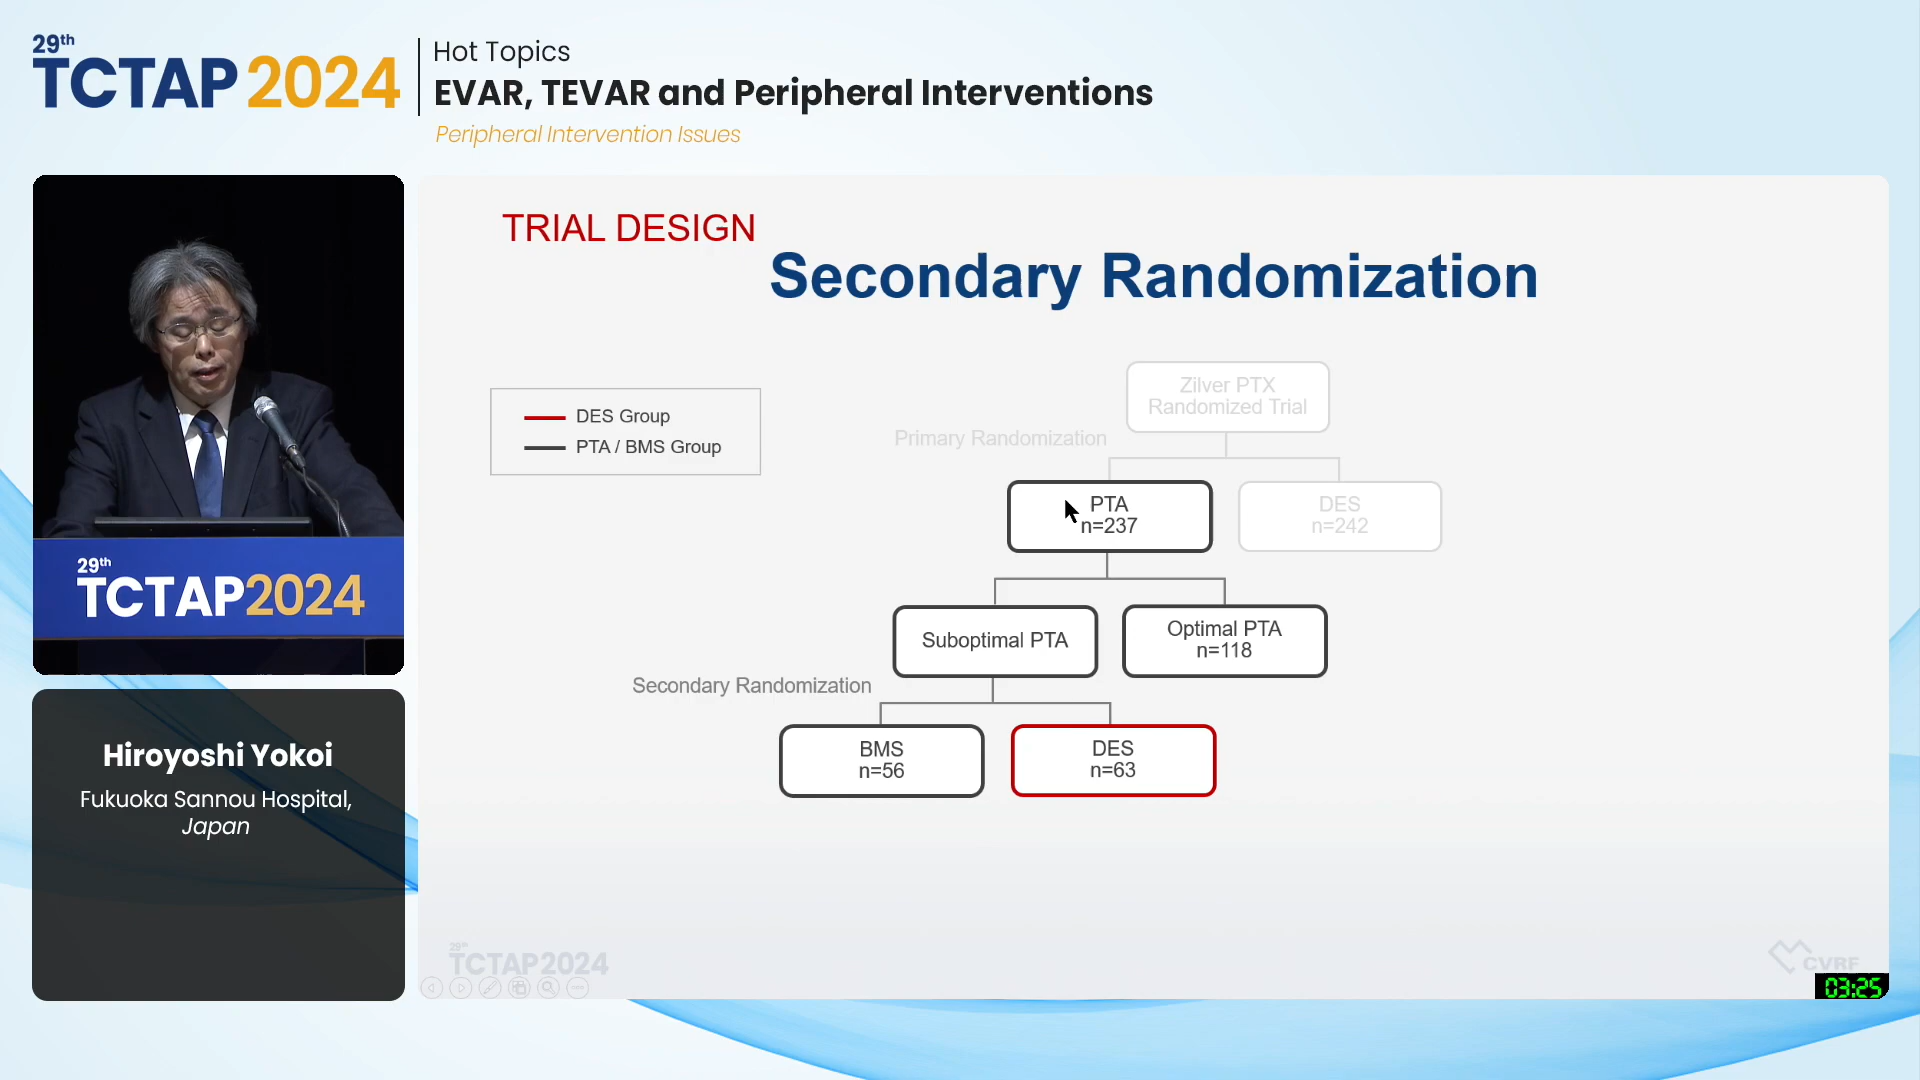 29th
TCTAP 2024
Hot Topics
EVAR, TEVAR and Peripheral Interventions
Peripheral Intervention Issues
29th
TCTAP2024
Hiroyoshi Yokoi
Fukuoka Sannou Hospital,
Japan
TRIAL DESIGN
Secondary Randomization
DES Group
PTA / BMS Group
Zilver PTX
Randomized Trial
Primary Randomization
PTA
n=237
DES
n=242
Suboptimal PTA
Optimal PTA
n=118
Secondary Randomization
BMS
n=56
DES
n=63
29th
TCTAP2024
CVRF
03:25